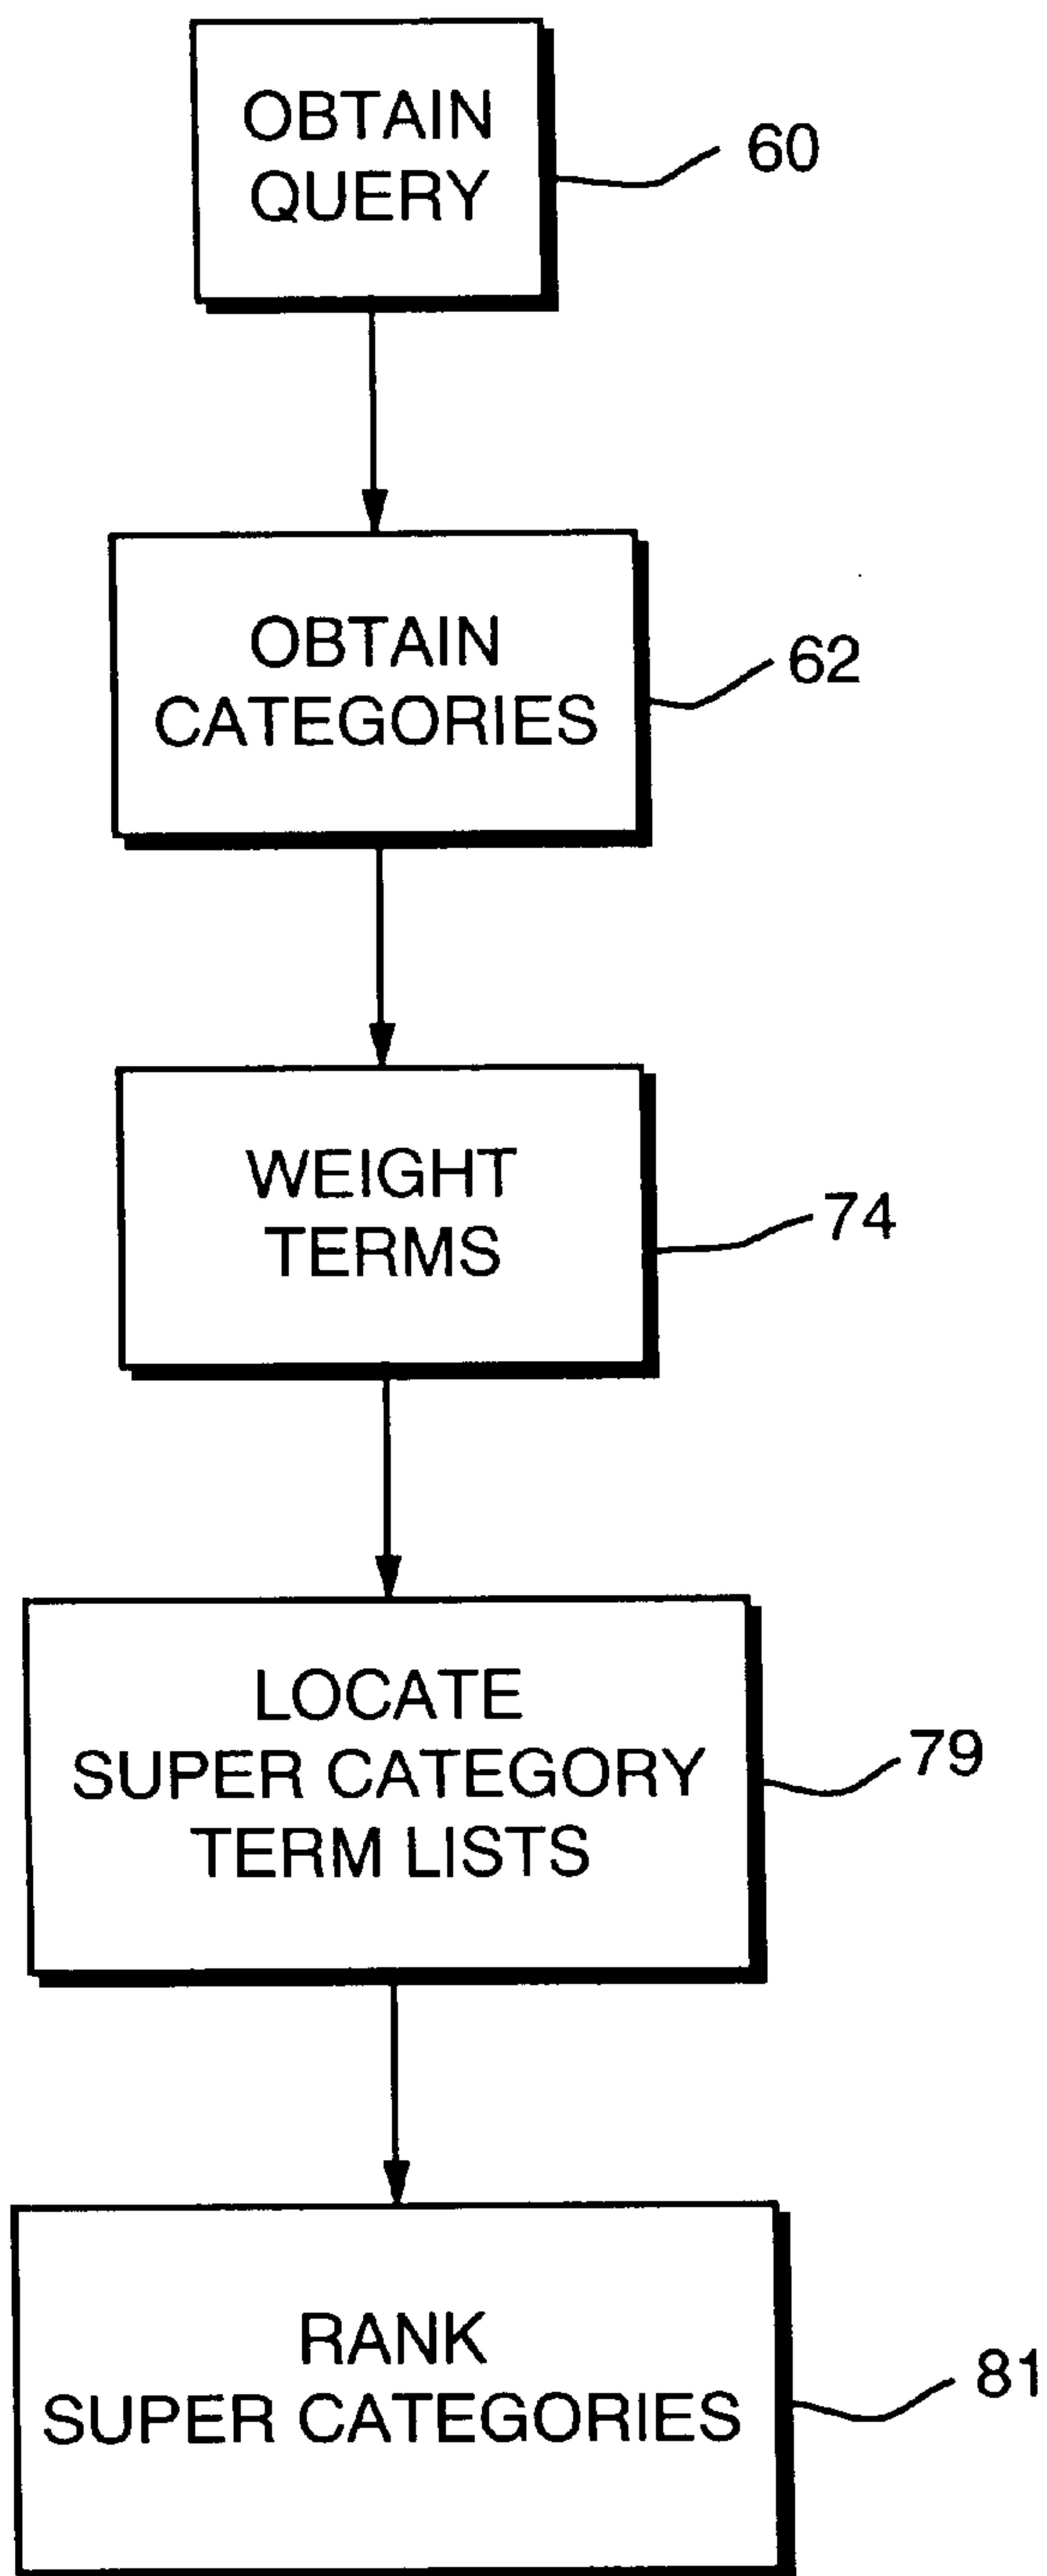 OBTAIN
QUERY
60
OBTAIN
CATEGORIES
62
WEIGHT
TERMS
74
LOCATE
SUPER CATEGORY
TERM LISTS
79
RANK
SUPER CATEGORIES
81